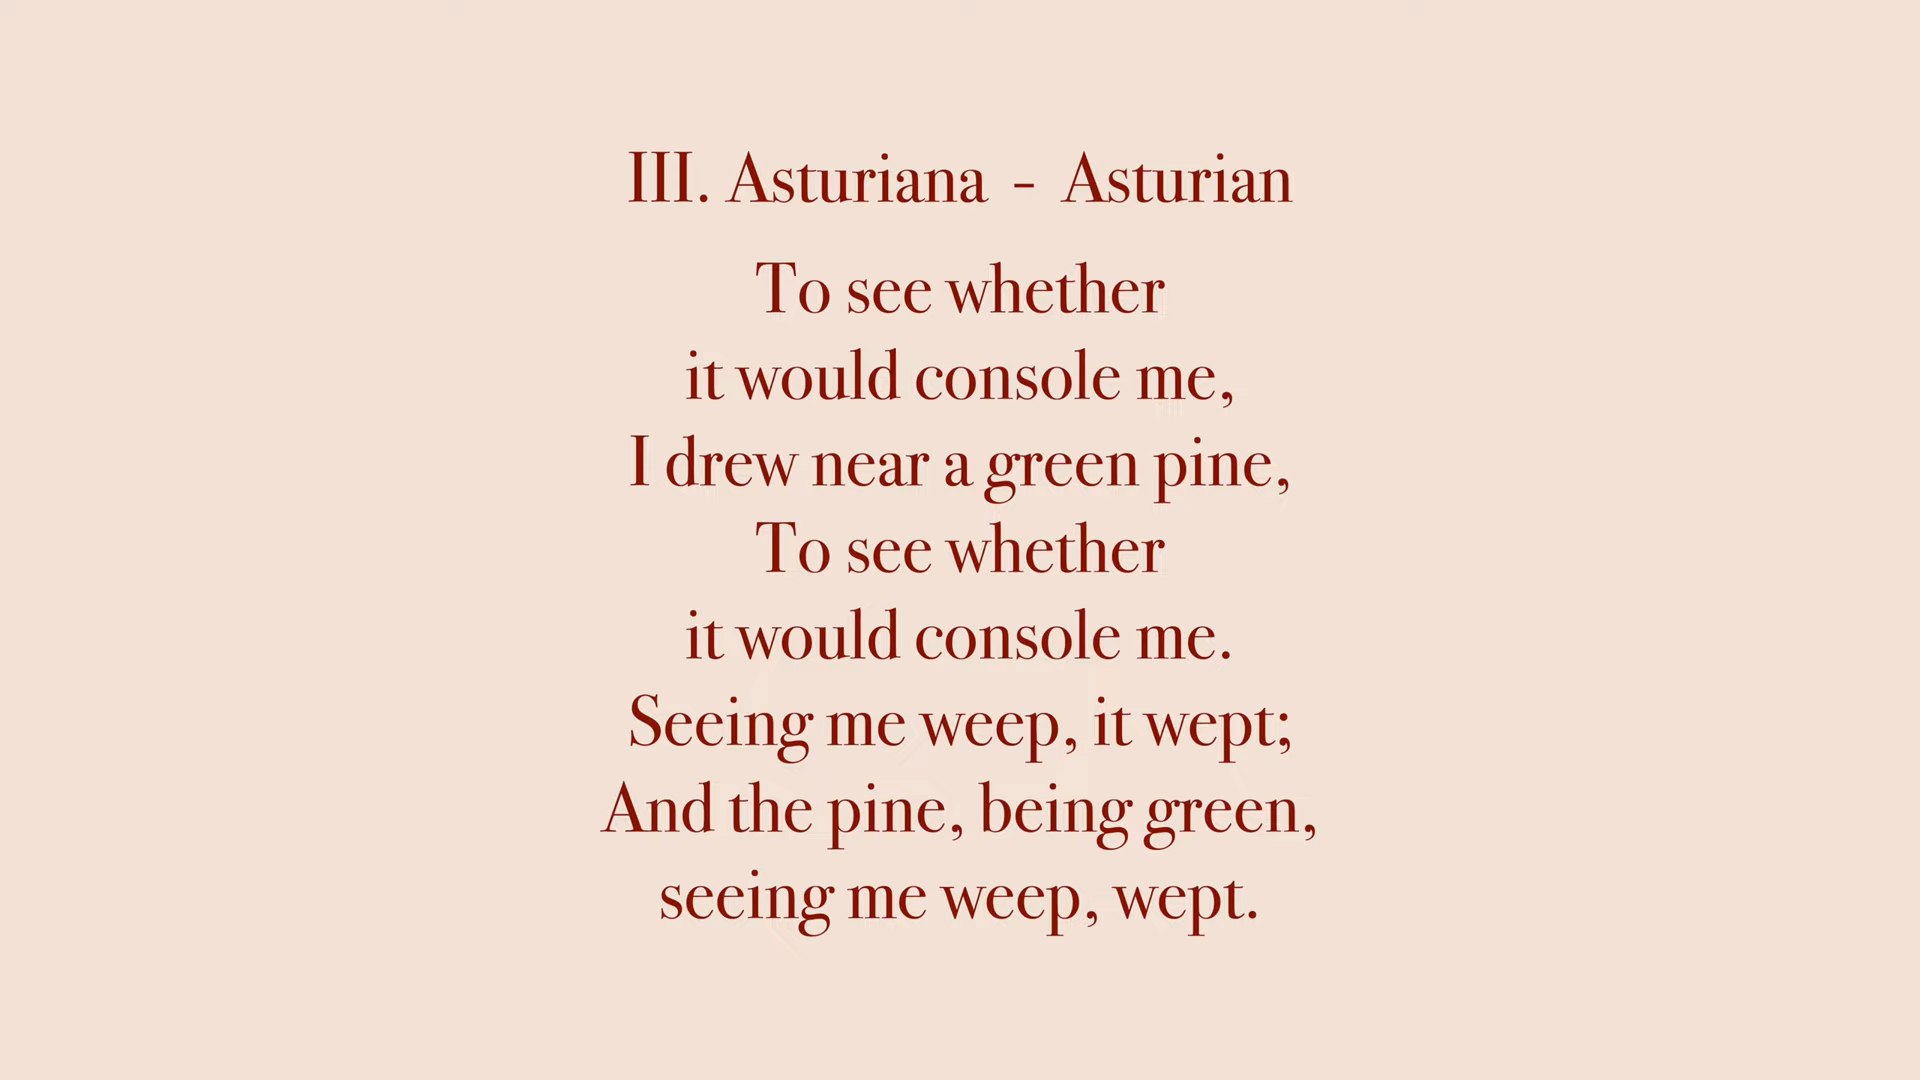 III. Asturiana - Asturian
To see whether
it would console me,
I drew near a green pine,
To see whether
it would console me.
Seeing me weep, it wept;
And the pine, being green,
seeing me weep, wept.